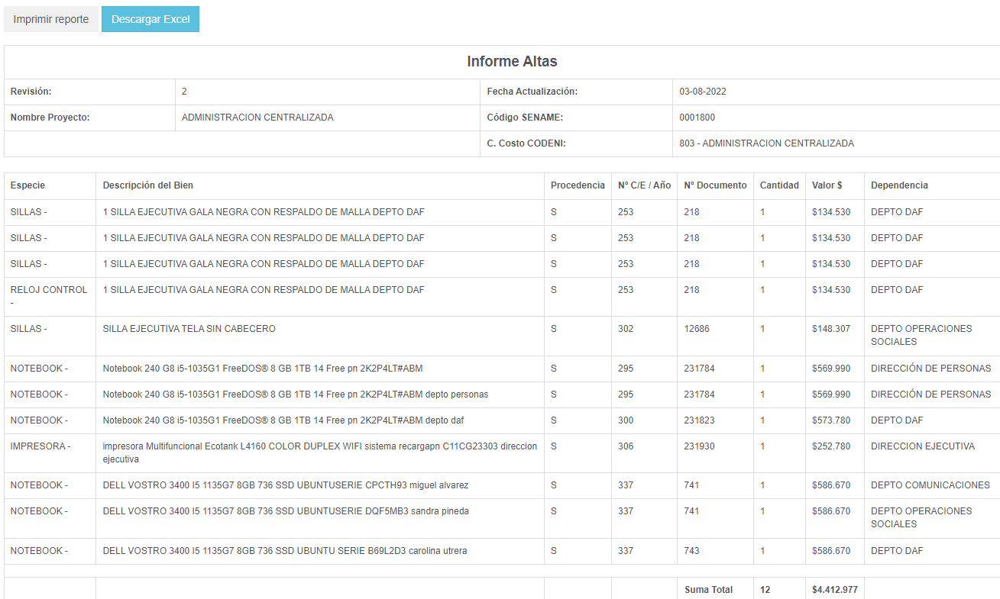 Imprimir reporte Descargar Excel
Informe Altas
Revisión: 2 Fecha Actualización: 03-08-2022
Nombre Proyecto: ADMINISTRACION CENTRALIZADA Código SENAME: 0001800
C. Costo CODENI: 803 - ADMINISTRACION CENTRALIZADA
Especie Descripción del Bien Procedencia Nº C/E / Año Nº Documento Cantidad Valor $ Dependencia
SILLAS - 1 SILLA EJECUTIVA GALA NEGRA CON RESPALDO DE MALLA DEPTO DAF S 253 218 1 $134.530 DEPTO DAF
SILLAS - 1 SILLA EJECUTIVA GALA NEGRA CON RESPALDO DE MALLA DEPTO DAF S 253 218 1 $134.530 DEPTO DAF
SILLAS - 1 SILLA EJECUTIVA GALA NEGRA CON RESPALDO DE MALLA DEPTO DAF S 253 218 1 $134.530 DEPTO DAF
RELOJ CONTROL 1 SILLA EJECUTIVA GALA NEGRA CON RESPALDO DE MALLA DEPTO DAF S 253 218 1 $134.530 DEPTO DAF
-
SILLAS - SILLA EJECUTIVA TELA SIN CABECERO S 302 12686 1 $148.307 DEPTO OPERACIONES
SOCIALES
NOTEBOOK - Notebook 240 G8 i5-1035G1 FreeDOS® 8 GB 1TB 14 Free pn 2K2P4LT#ABM S 295 231784 1 $569.990 DIRECCIÓN DE PERSONAS
NOTEBOOK - Notebook 240 G8 i5-1035G1 FreeDOS® 8 GB 1TB 14 Free pn 2K2P4LT#ABM depto personas S 295 231784 1 $569.990 DIRECCIÓN DE PERSONAS
NOTEBOOK - Notebook 240 G8 i5-1035G1 FreeDOS® 8 GB 1TB 14 Free pn 2K2P4LT#ABM depto daf S 300 231823 1 $573.780 DEPTO DAF
IMPRESORA - impresora Multifuncional Ecotank L4160 COLOR DUPLEX WIFI sistema recargapn C11CG23303 direccion S 306 231930 1 $252.780 DIRECCION EJECUTIVA
ejecutiva
NOTEBOOK - DELL VOSTRO 3400 I5 1135G7 8GB 736 SSD UBUNTUSERIE CPCTH93 miguel alvarez S 337 741 1 $586.670 DEPTO COMUNICACIONES
NOTEBOOK - DELL VOSTRO 3400 I5 1135G7 8GB 736 SSD UBUNTUSERIE DQF5MB3 sandra pineda S 337 741 1 $586.670 DEPTO OPERACIONES
SOCIALES
NOTEBOOK - DELL VOSTRO 3400 I5 1135G7 8GB 736 SSD UBUNTU SERIE B69L2D3 carolina utrera S 337 743 1 $586.670 DEPTO DAF
Suma Total 12 $4.412.977